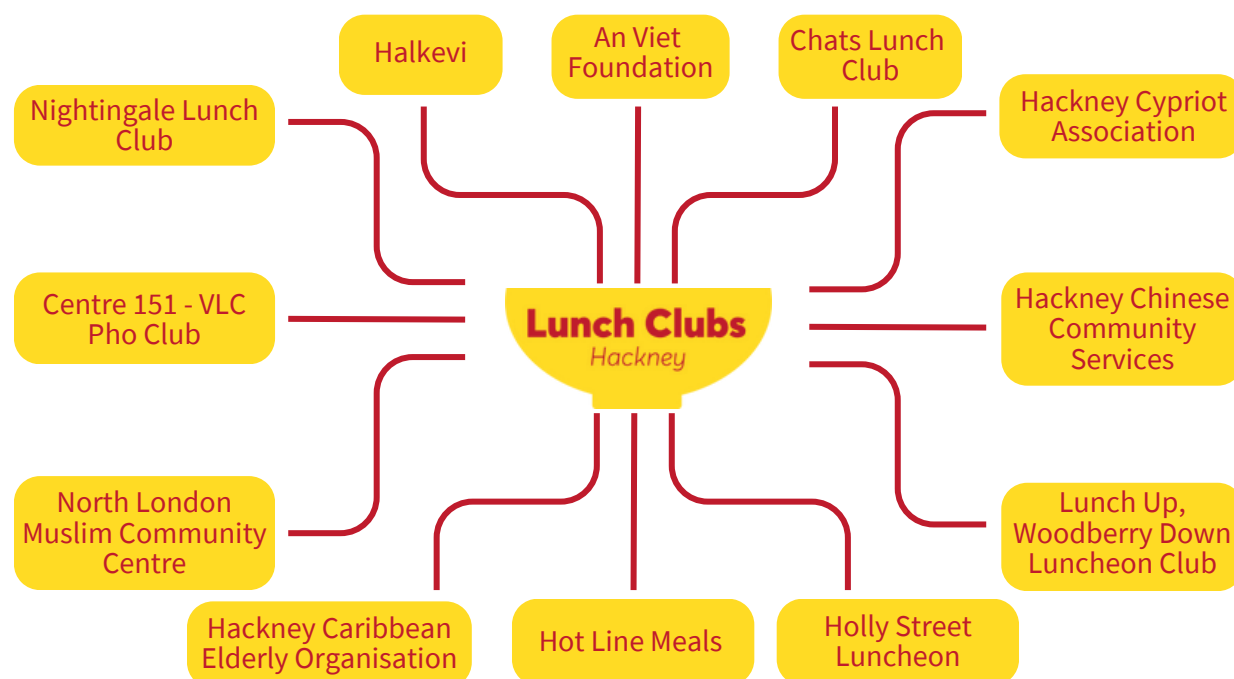 Halkevi
An Viet
Foundation
Chats Lunch
Club
Nightingale Lunch
Club
Hackney Cypriot
Association
Centre 151 - VLC
Pho Club
Lunch Clubs
Hackney
Hackney Chinese
Community
Services
North London
Muslim Community
Centre
Lunch Up,
Woodberry Down
Luncheon Club
Hackney Caribbean
Elderly Organisation
Hot Line Meals
Holly Street
Luncheon